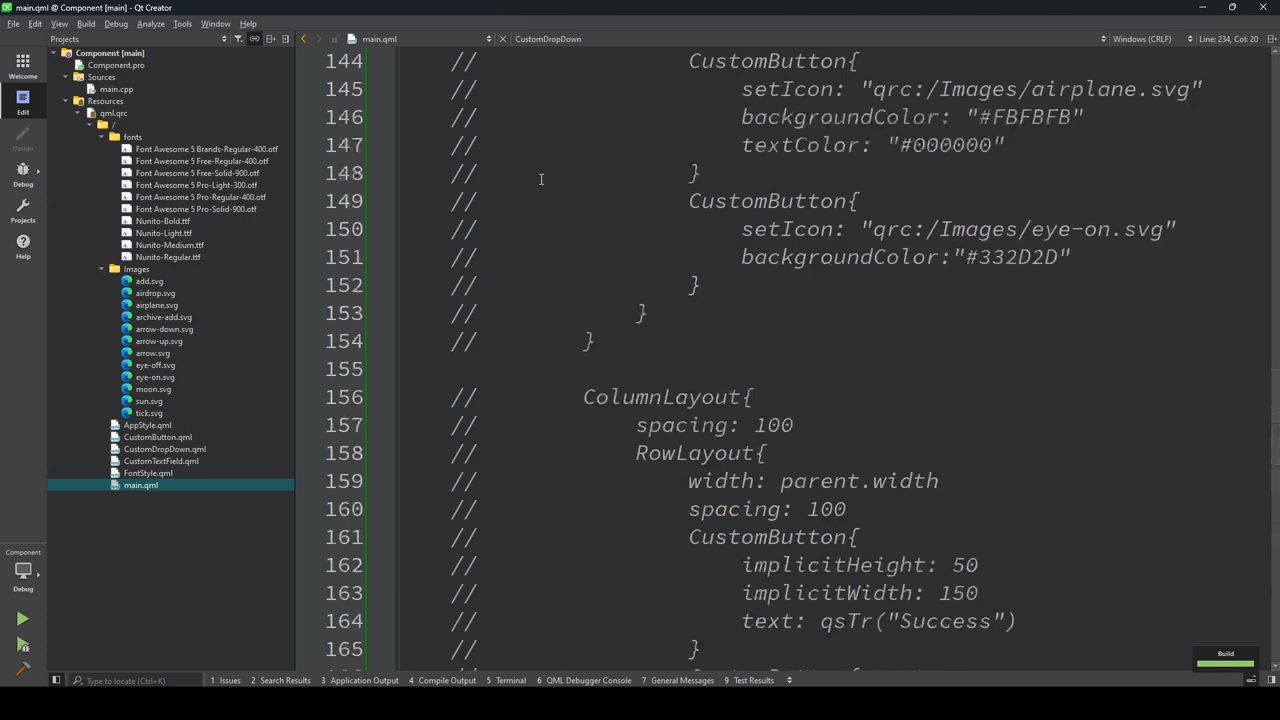 main.qml @ Component [main] - Qt Creator
File Edit View Build Debug Analyze Tools Window Help
Projects
main.qml
CustomDropDown
Windows (CRLF)
Line: 234, Col: 20
Welcome
Edit
Design
Debug
Projects
Help
Component [main]
Component.pro
Sources
main.cpp
Resources
qml.qrc
/
fonts
Font Awesome 5 Brands-Regular-400.otf
Font Awesome 5 Free-Regular-400.otf
Font Awesome 5 Free-Solid-900.otf
Font Awesome 5 Pro-Light-300.otf
Font Awesome 5 Pro-Regular-400.otf
Font Awesome 5 Pro-Solid-900.otf
Nunito-Bold.ttf
Nunito-Light.ttf
Nunito-Medium.ttf
Nunito-Regular.ttf
Images
add.svg
airdrop.svg
airplane.svg
archive-add.svg
arrow-down.svg
arrow-up.svg
arrow.svg
eye-off.svg
eye-on.svg
moon.svg
sun.svg
tick.svg
AppStyle.qml
CustomButton.qml
CustomDropDown.qml
CustomTextField.qml
FontStyle.qml
main.qml
144 // CustomButton{
145 // setIcon: "qrc:/Images/airplane.svg"
146 // backgroundColor: "#FBFBFB"
147 // textColor: "#000000"
148 // }
149 // CustomButton{
150 // setIcon: "qrc:/Images/eye-on.svg"
151 // backgroundColor:"#332D2D"
152 // }
153 // }
154 // }
155
156 // ColumnLayout{
157 // spacing: 100
158 // RowLayout{
159 // width: parent.width
160 // spacing: 100
161 // CustomButton{
162 // implicitHeight: 50
163 // implicitWidth: 150
164 // text: qsTr("Success")
165 // }
Component
Debug
Build
Type to locate (Ctrl+K)
1 Issues 2 Search Results 3 Application Output 4 Compile Output 5 Terminal 6 QML Debugger Console 7 General Messages 9 Test Results